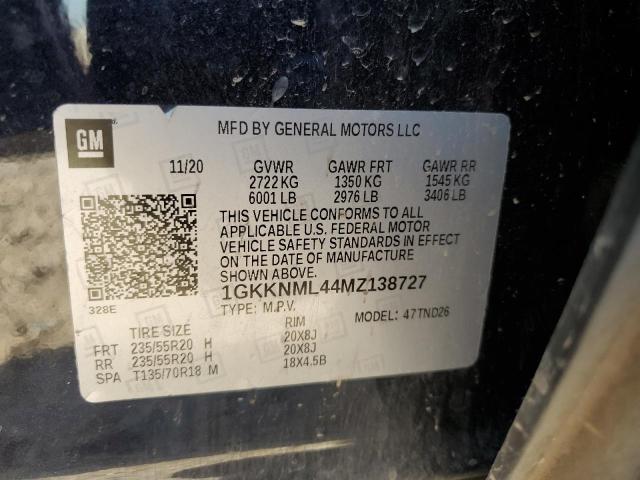 GM
MFD BY GENERAL MOTORS LLC
11/20 GVWR GAWR FRT GAWR RR
2722 KG 1350 KG 1545 KG
6001 LB 2976 LB 3406 LB
THIS VEHICLE CONFORMS TO ALL
APPLICABLE U.S. FEDERAL MOTOR
VEHICLE SAFETY STANDARDS IN EFFECT
ON THE DATE OF MANUFACTURE
SHOWN ABOVE.
1GKKNML44MZ138727
328E TYPE: M.P.V. MODEL: 47TND26
TIRE SIZE RIM
FRT 235/55R20 H 20X8J
RR 235/55R20 H 20X8J
SPA T135/70R18 M 18X4.5B